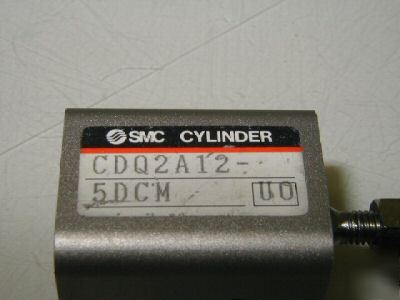 SMC CYLINDER
CDQ2A12-
5DCM UO